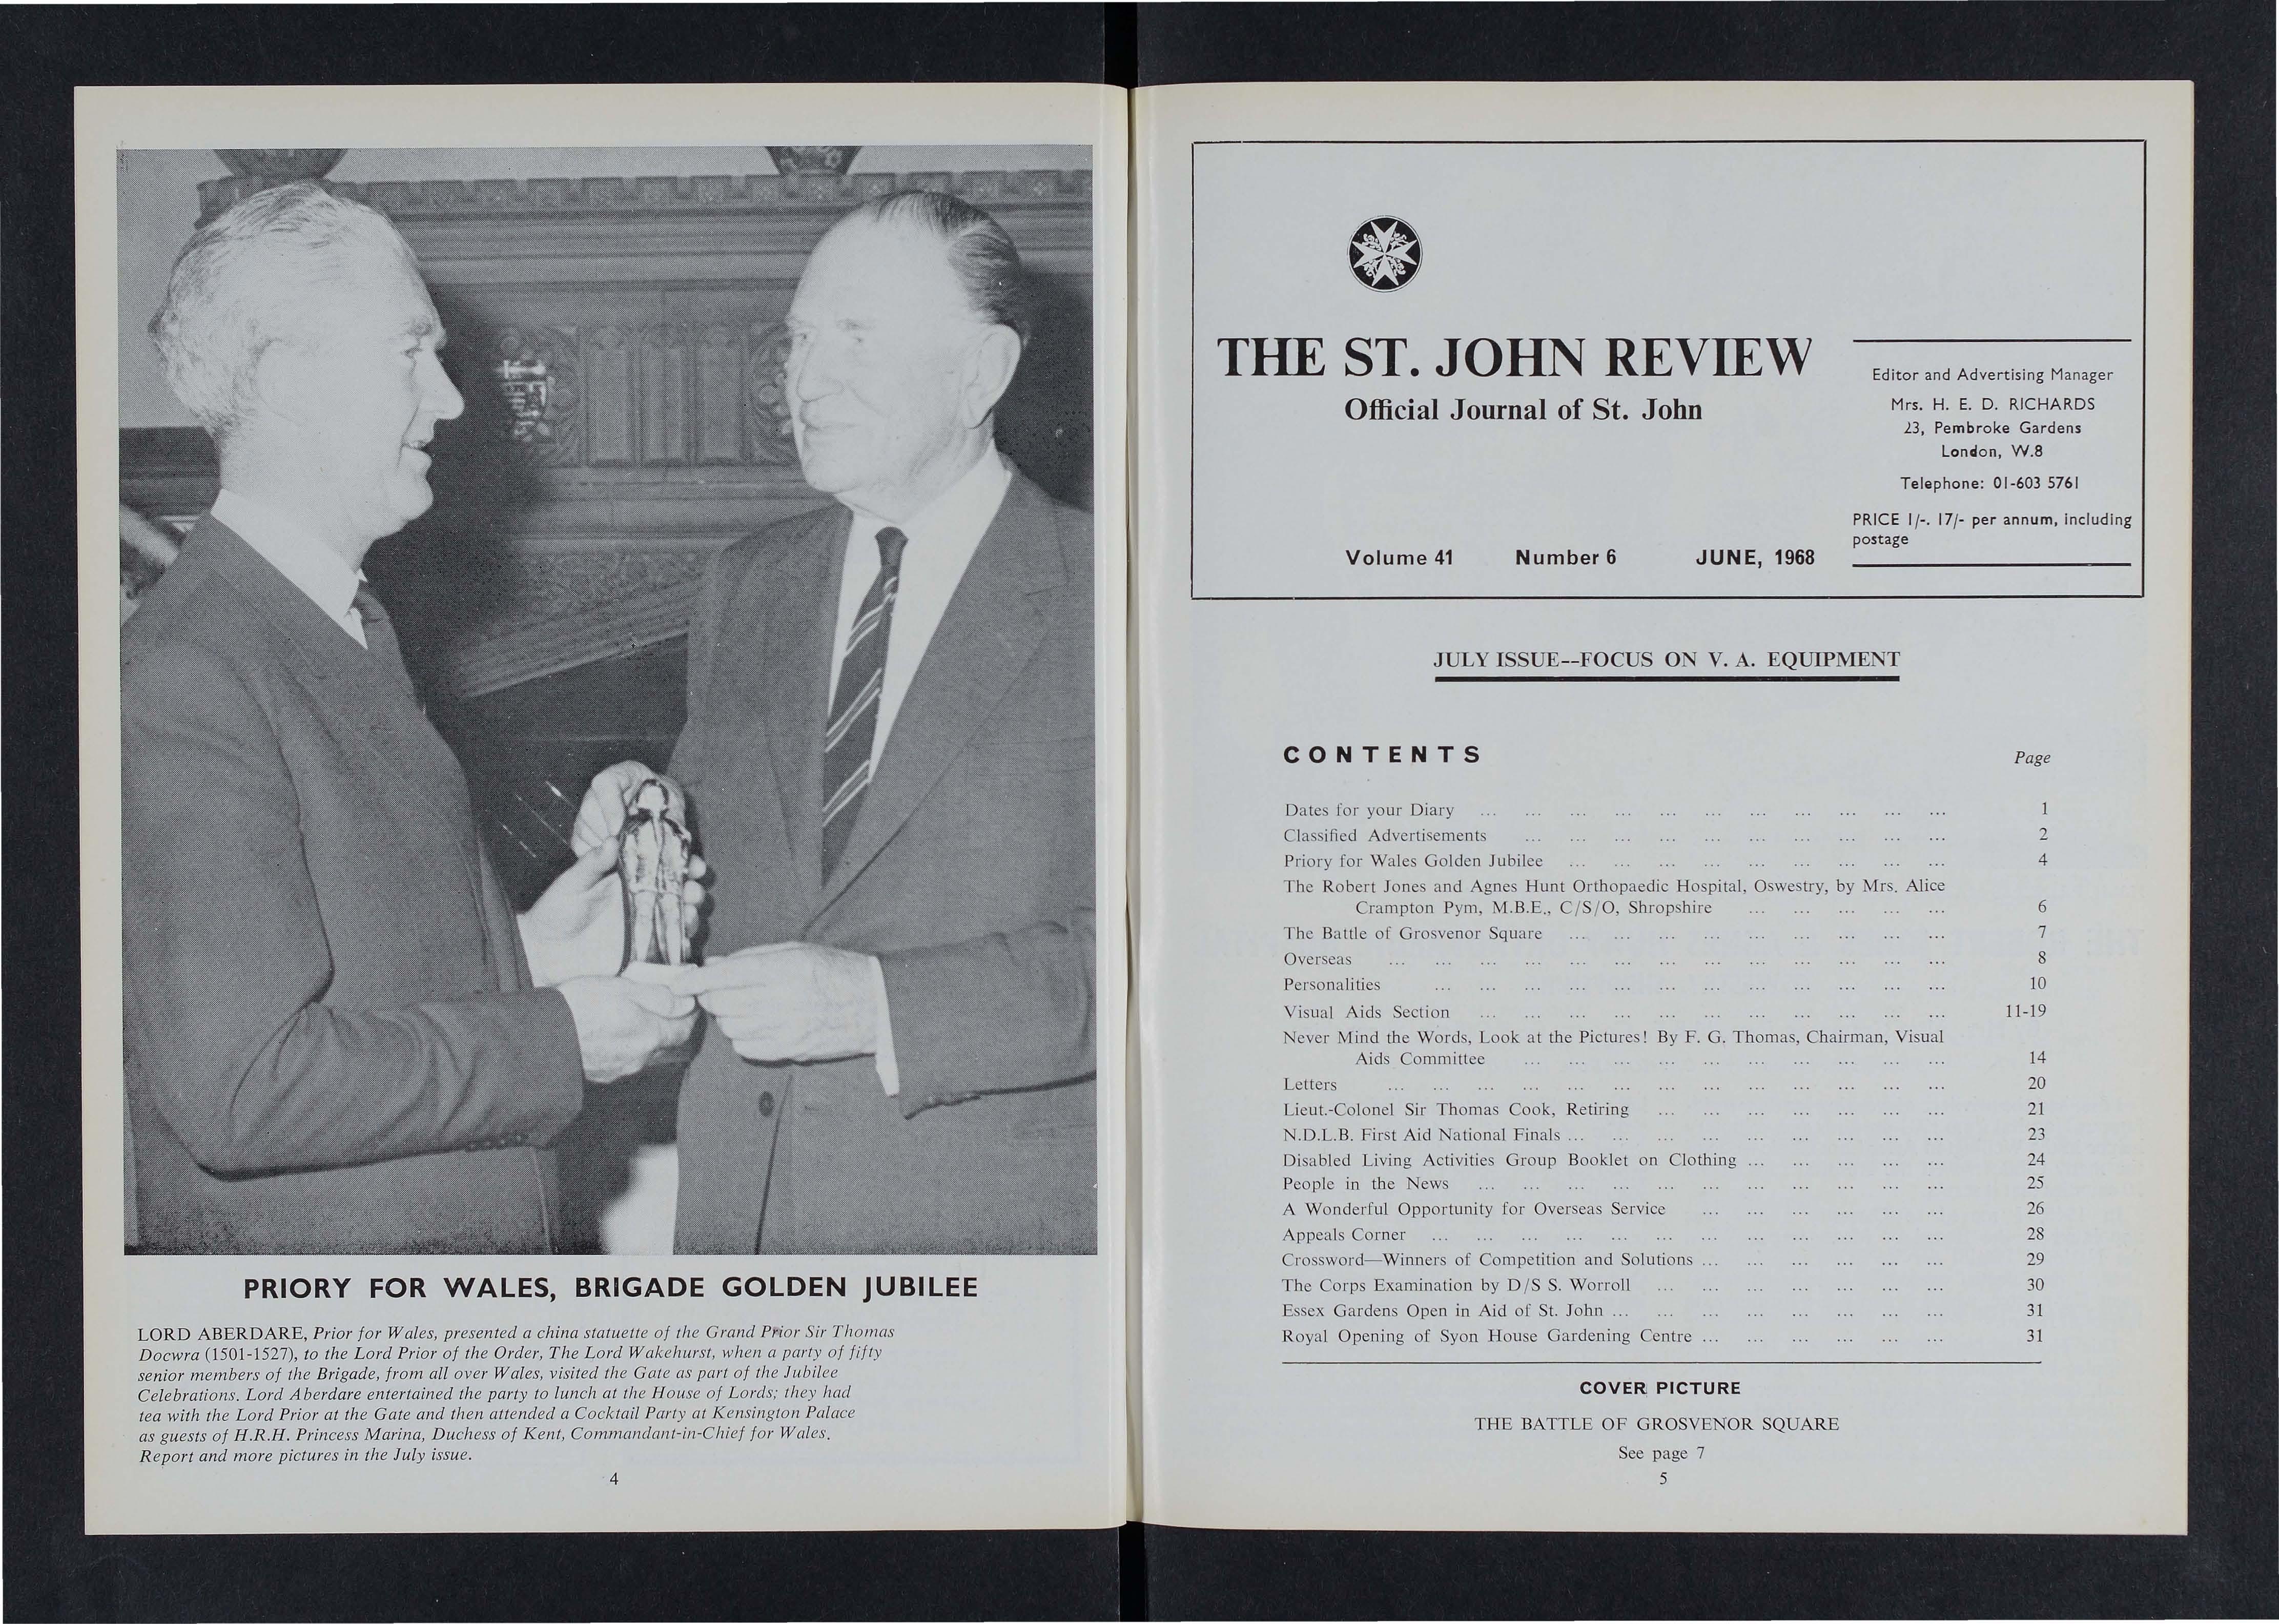 PRIORY FOR WALES, BRIGADE GOLDEN JUBILEE
LORD ABERDARE, Prior for Wales, presented a china statuette of the Grand Prior Sir Thomas
Docwra (1501-1527), to the Lord Prior of the Order, The Lord Wakehurst, when a party of fifty
senior members of the Brigade, from all over Wales, visited the Gate as part of the Jubilee
Celebrations. Lord Aberdare entertained the party to lunch at the House of Lords; they had
tea with the Lord Prior at the Gate and then attended a Cocktail Party at Kensington Palace
as guests of H.R.H. Princess Marina, Duchess of Kent, Commandant-in-Chief for Wales.
Report and more pictures in the July issue.
4
THE ST. JOHN REVIEW
Official Journal of St. John
Volume 41 Number 6 JUNE, 1968
Editor and Advertising Manager
Mrs. H. E. D. RICHARDS
23, Pembroke Gardens
London, W.8
Telephone: 01-603 5761
PRICE 1/-. 17/- per annum, including
postage
JULY ISSUE--FOCUS ON V. A. EQUIPMENT
CONTENTS Page
Dates for your Diary ... 1
Classified Advertisements ... 2
Priory for Wales Golden Jubilee ... 4
The Robert Jones and Agnes Hunt Orthopaedic Hospital, Oswestry, by Mrs. Alice
Crampton Pym, M.B.E., C/S/O, Shropshire ... 6
The Battle of Grosvenor Square ... 7
Overseas ... 8
Personalities ... 10
Visual Aids Section ... 11-19
Never Mind the Words, Look at the Pictures! By F. G. Thomas, Chairman, Visual
Aids Committee ... 14
Letters ... 20
Lieut.-Colonel Sir Thomas Cook, Retiring ... 21
N.D.L.B. First Aid National Finals ... 23
Disabled Living Activities Group Booklet on Clothing ... 24
People in the News ... 25
A Wonderful Opportunity for Overseas Service ... 26
Appeals Corner ... 28
Crossword—Winners of Competition and Solutions ... 29
The Corps Examination by D/S S. Worroll ... 30
Essex Gardens Open in Aid of St. John ... 31
Royal Opening of Syon House Gardening Centre ... 31
COVER PICTURE
THE BATTLE OF GROSVENOR SQUARE
See page 7
5